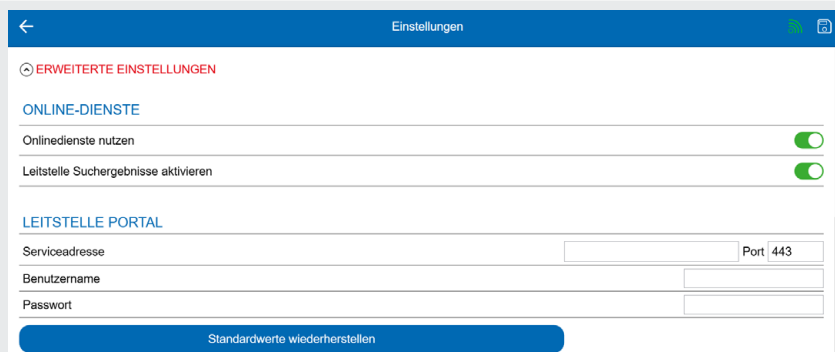 Einstellungen
ERWEITERTE EINSTELLUNGEN
ONLINE-DIENSTE
Onlinedienste nutzen
Leitstelle Suchergebnisse aktivieren
LEITSTELLE PORTAL
Serviceadresse Port 443
Benutzername
Passwort
Standardwerte wiederherstellen